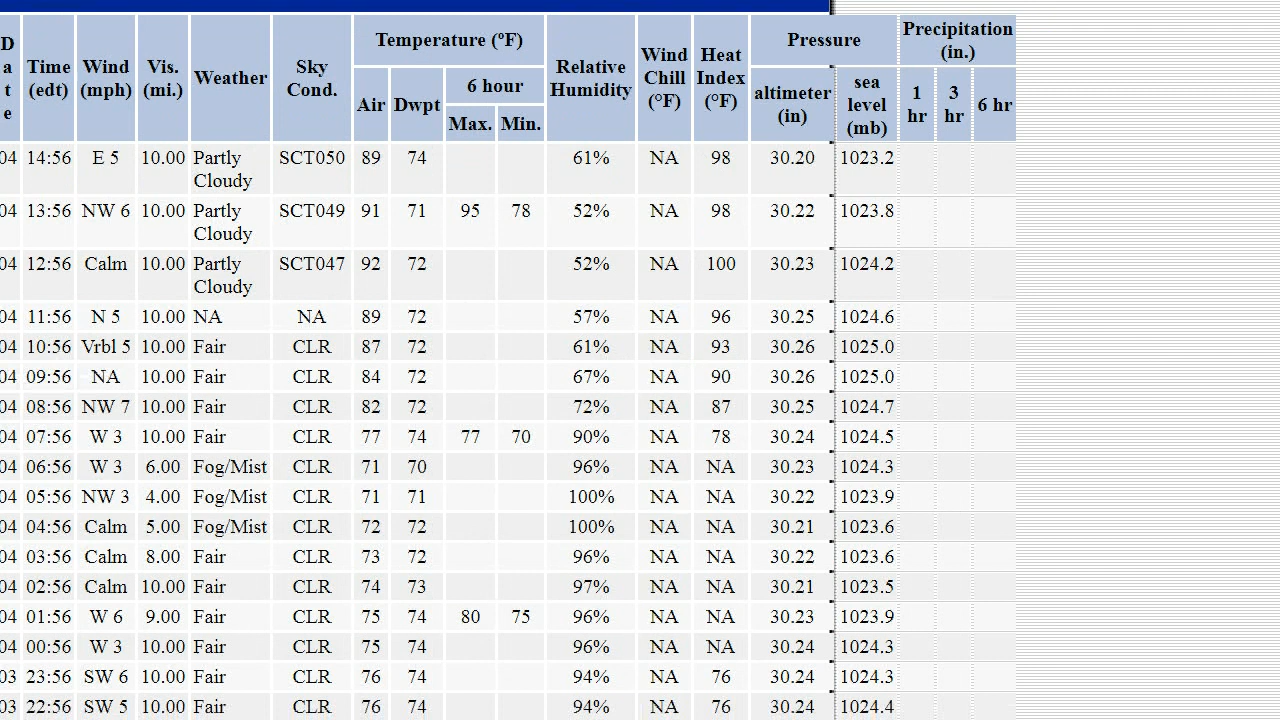 D a t e Time (edt) Wind (mph) Vis. (mi.) Weather Sky Cond. Temperature (ºF) Relative Humidity Wind Chill (°F) Heat Index (°F) Pressure Precipitation (in.)
Air Dwpt 6 hour altimeter (in) sea level (mb) 1 hr 3 hr 6 hr
Max. Min.
04 14:56 E 5 10.00 Partly Cloudy SCT050 89 74 61% NA 98 30.20 1023.2
04 13:56 NW 6 10.00 Partly Cloudy SCT049 91 71 95 78 52% NA 98 30.22 1023.8
04 12:56 Calm 10.00 Partly Cloudy SCT047 92 72 52% NA 100 30.23 1024.2
04 11:56 N 5 10.00 NA NA 89 72 57% NA 96 30.25 1024.6
04 10:56 Vrbl 5 10.00 Fair CLR 87 72 61% NA 93 30.26 1025.0
04 09:56 NA 10.00 Fair CLR 84 72 67% NA 90 30.26 1025.0
04 08:56 NW 7 10.00 Fair CLR 82 72 72% NA 87 30.25 1024.7
04 07:56 W 3 10.00 Fair CLR 77 74 77 70 90% NA 78 30.24 1024.5
04 06:56 W 3 6.00 Fog/Mist CLR 71 70 96% NA NA 30.23 1024.3
04 05:56 NW 3 4.00 Fog/Mist CLR 71 71 100% NA NA 30.22 1023.9
04 04:56 Calm 5.00 Fog/Mist CLR 72 72 100% NA NA 30.21 1023.6
04 03:56 Calm 8.00 Fair CLR 73 72 96% NA NA 30.22 1023.6
04 02:56 Calm 10.00 Fair CLR 74 73 97% NA NA 30.21 1023.5
04 01:56 W 6 9.00 Fair CLR 75 74 80 75 96% NA NA 30.23 1023.9
04 00:56 W 3 10.00 Fair CLR 75 74 96% NA NA 30.24 1024.3
03 23:56 SW 6 10.00 Fair CLR 76 74 94% NA 76 30.24 1024.3
03 22:56 SW 5 10.00 Fair CLR 76 74 94% NA 76 30.24 1024.4